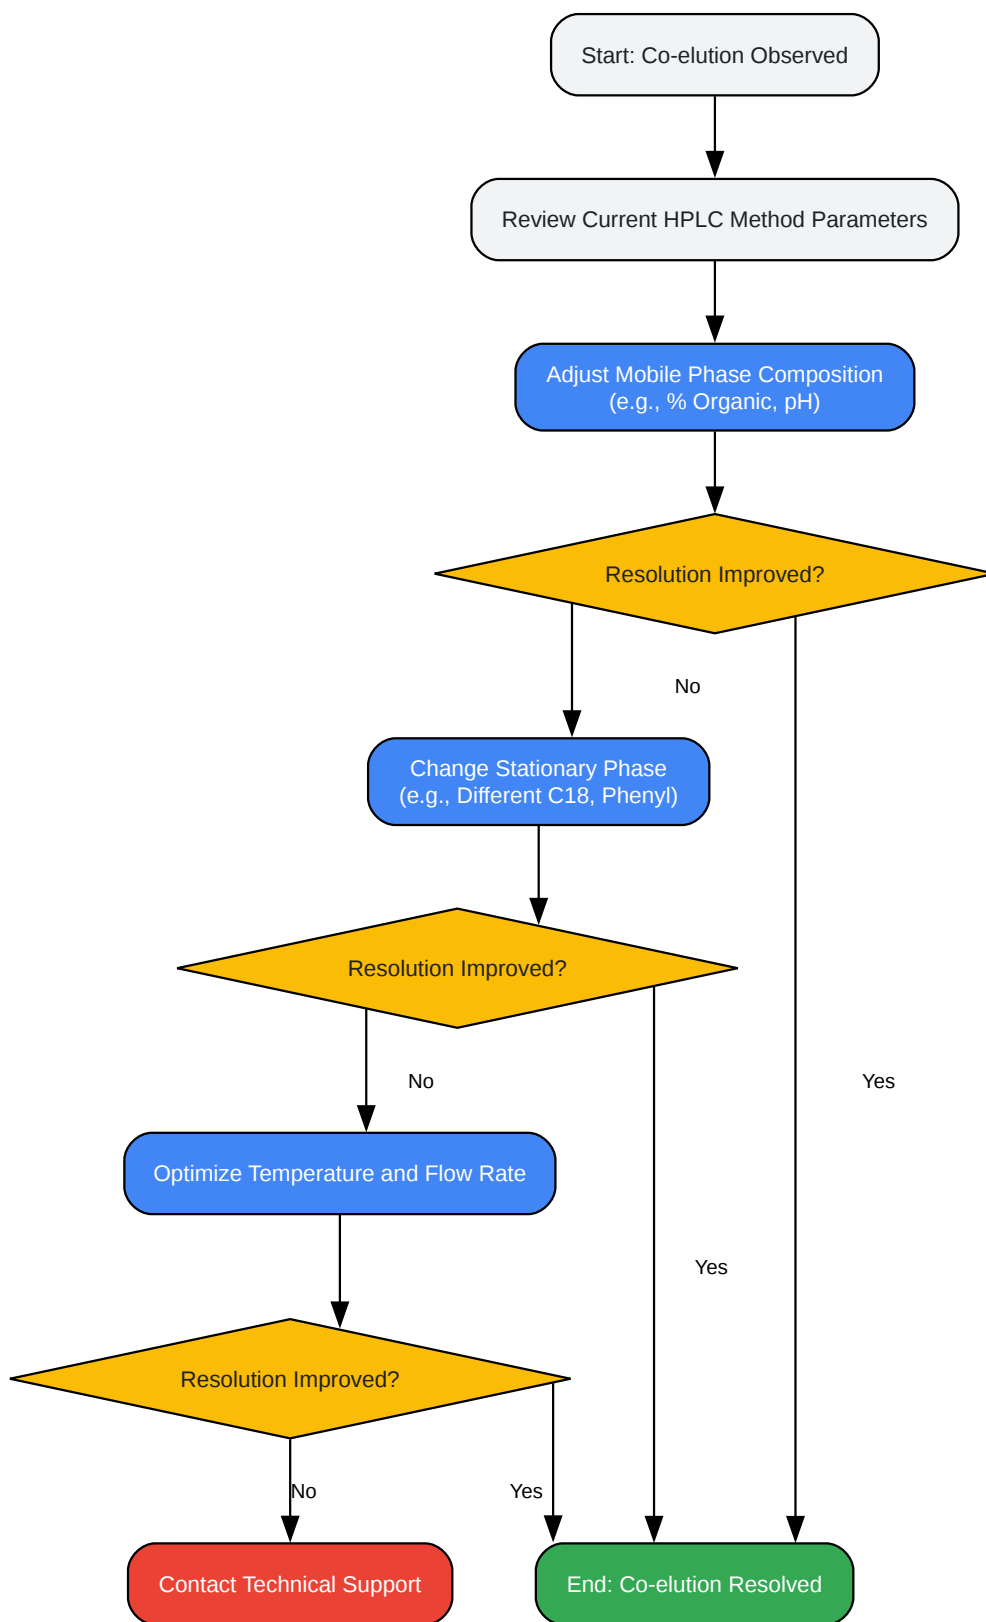 Start: Co-elution Observed
Review Current HPLC Method Parameters
Adjust Mobile Phase Composition
(e.g., % Organic, pH)
Resolution Improved?
No
Change Stationary Phase
(e.g., Different C18, Phenyl)
Resolution Improved?
No
Yes
Optimize Temperature and Flow Rate
Yes
Resolution Improved?
No
Yes
Contact Technical Support
End: Co-elution Resolved